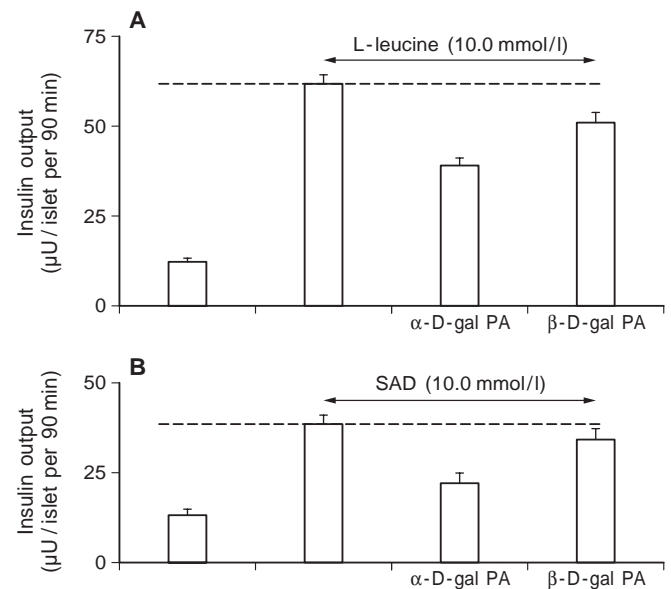 A
75
50
25
0
Insulin output
(µU / islet per 90 min)
L-leucine (10.0 mmol/l)
α-D-gal PA
β-D-gal PA
B
50
25
0
Insulin output
(µU / islet per 90 min)
SAD (10.0 mmol/l)
α-D-gal PA
β-D-gal PA